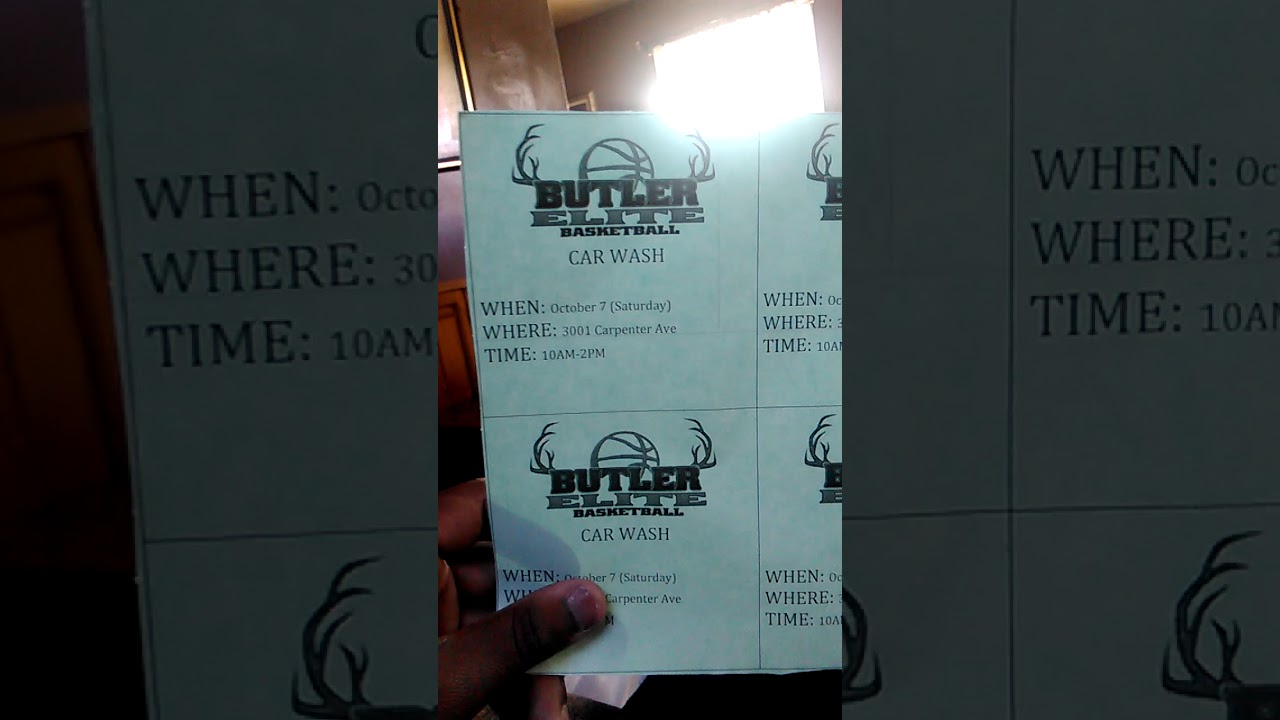 BUTLER
ELITE
BASKETBALL
CAR WASH
WHEN: October 7 (Saturday)
WHERE: 3001 Carpenter Ave
TIME: 10AM-2PM
WHEN:
WHERE:
TIME:
BUTLER
ELITE
BASKETBALL
CAR WASH
WHEN: October 7 (Saturday)
Carpenter Ave
WHEN:
WHERE:
TIME:
WHEN:
WHERE:
TIME: 10AM
WHEN:
WHERE:
TIME: